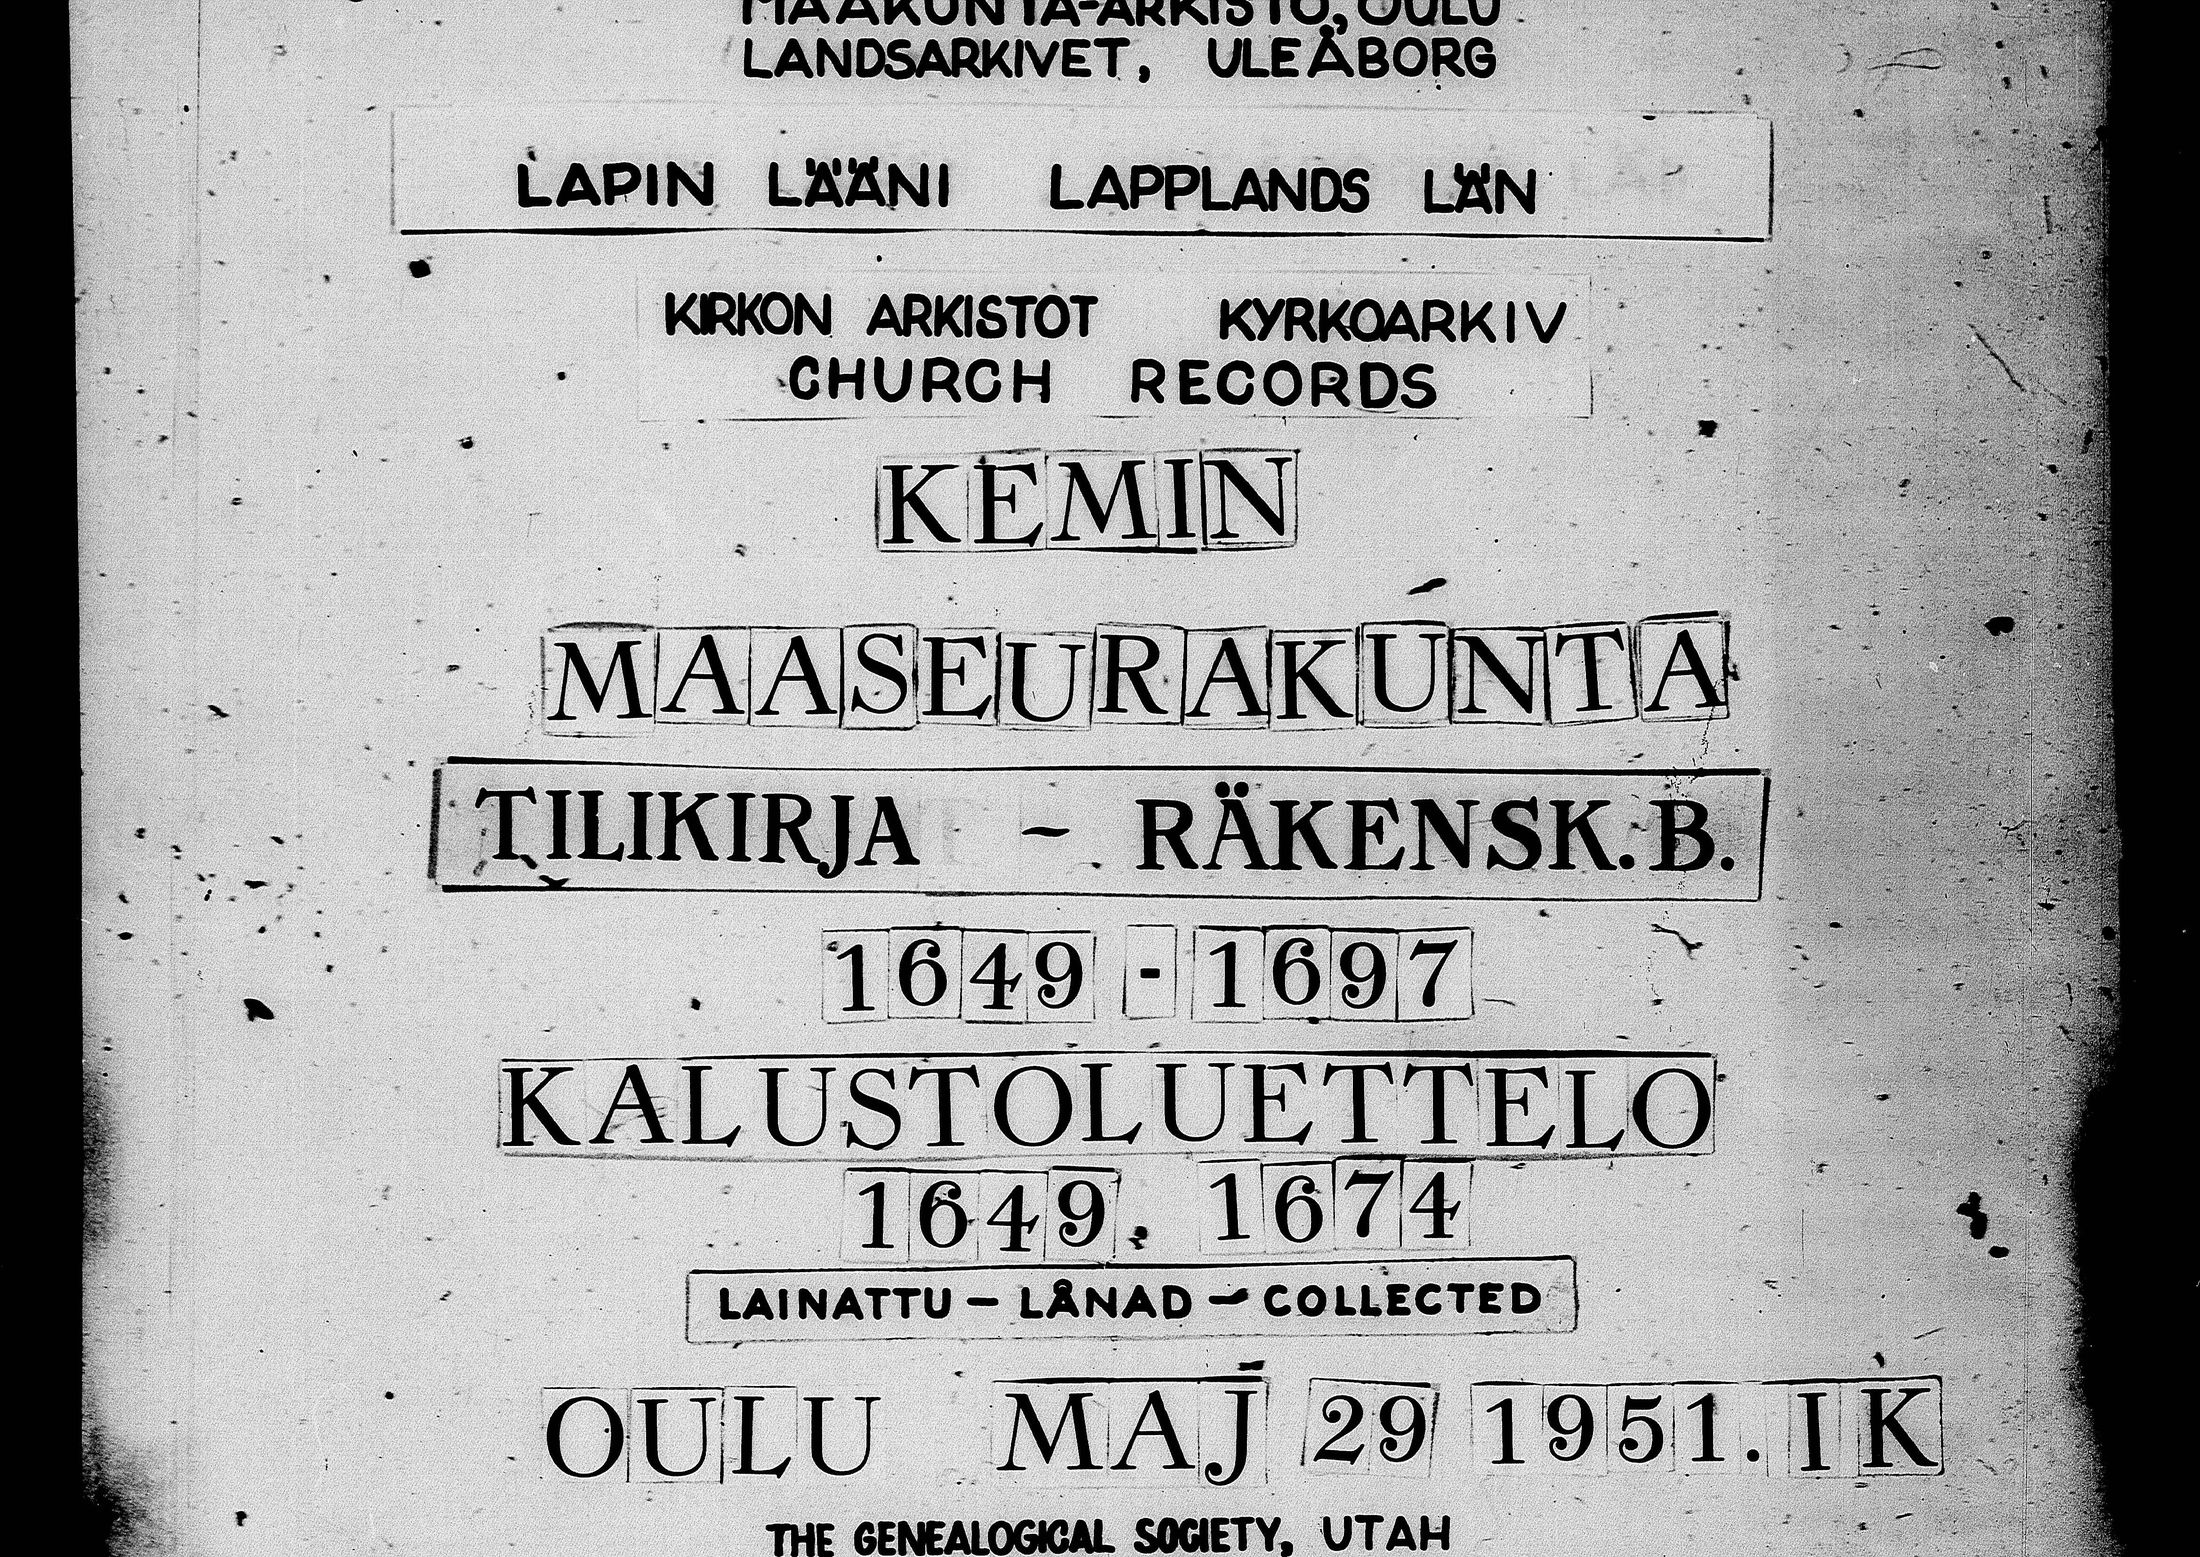 MAAKUNTA-ARKISTO, OULU
LANDSARKIVET, ULEÅBORG
LAPIN LÄÄNI LAPPLANDS LÄN
KIRKON ARKISTOT KYRKOARKIV
CHURCH RECORDS
KEMIN
MAASEURAKUNTA
TILIKIRJA - RÄKENSK.B.
1649 - 1697
KALUSTOLUETTELO
1649. 1674
LAINATTU - LÅNAD - COLLECTED
OULU MAJ 29 1951. IK
THE GENEALOGICAL SOCIETY, UTAH